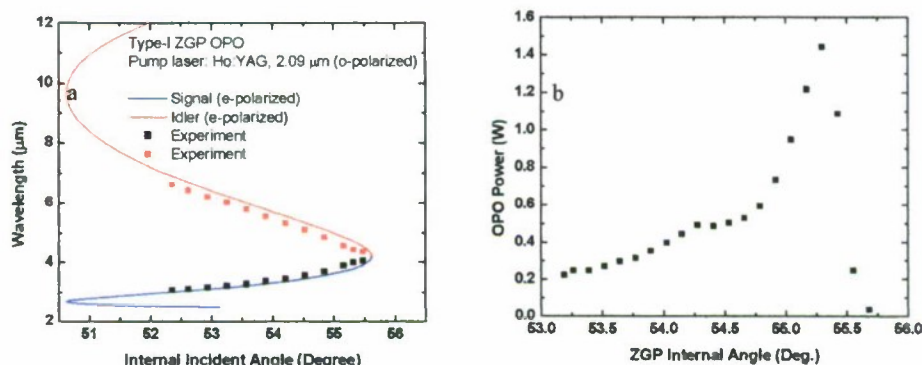 12
10
8
6
4
2
Wavelength (μm)
a
Type-I ZGP OPO
Pump laser: Ho:YAG, 2.09 μm (o-polarized)
Signal (e-polarized)
Idler (e-polarized)
Experiment
Experiment
51 52 53 54 55 56
Internal Incident Angle (Degree)
1.6
1.4
1.2
1.0
0.8
0.6
0.4
0.2
0.0
OPO Power (W)
b
53.0 53.5 54.0 54.5 55.0 55.5 56.0
ZGP Internal Angle (Deg.)